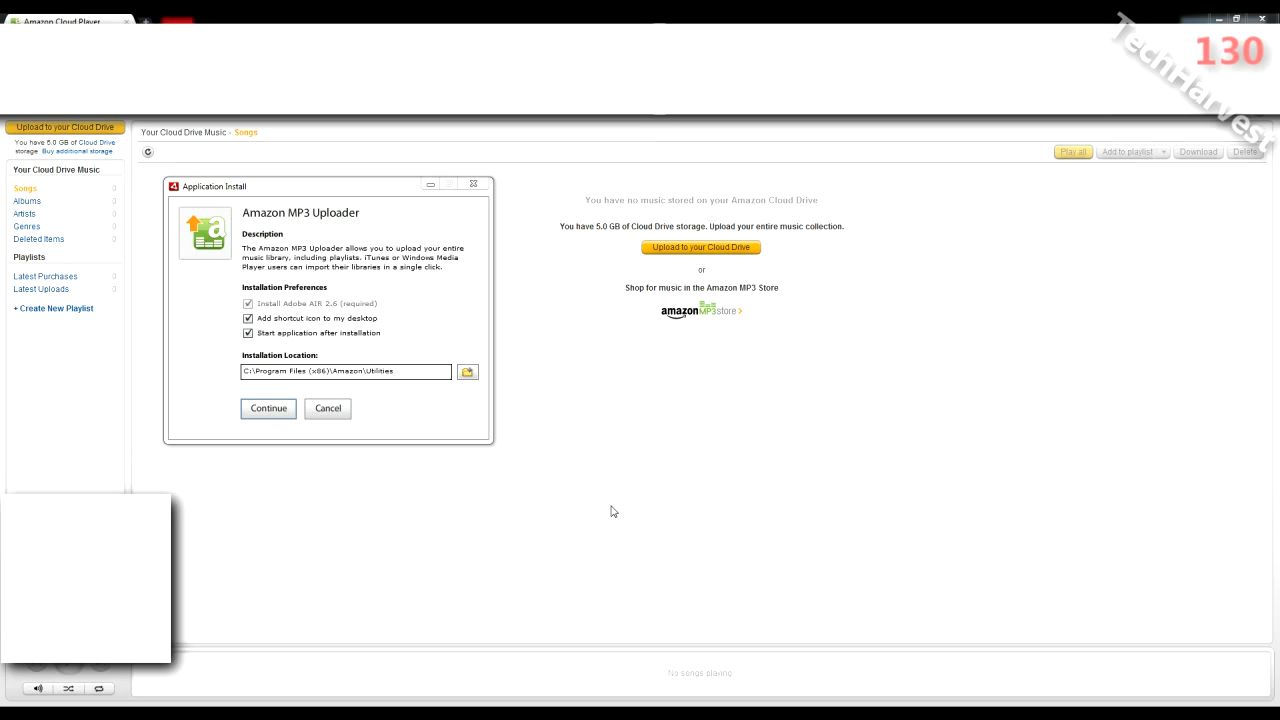 Amazon Cloud Player
TechHarvest
130
Upload to your Cloud Drive
You have 5.0 GB of Cloud Drive
storage Buy additional storage
Your Cloud Drive Music
Songs 0
Albums 0
Artists 0
Genres 0
Deleted Items 0
Playlists
Latest Purchases 0
Latest Uploads 0
+ Create New Playlist
Your Cloud Drive Music - Songs
Play all
Add to playlist
Download
Delete
Application Install
Amazon MP3 Uploader
Description
The Amazon MP3 Uploader allows you to upload your entire
music library, including playlists. iTunes or Windows Media
Player users can import their libraries in a single click.
Installation Preferences
Install Adobe AIR 2.6 (required)
Add shortcut icon to my desktop
Start application after installation
Installation Location:
C:\Program Files (x86)\Amazon\Utilities
Continue
Cancel
You have no music stored on your Amazon Cloud Drive
You have 5.0 GB of Cloud Drive storage. Upload your entire music collection.
Upload to your Cloud Drive
or
Shop for music in the Amazon MP3 Store
amazon MP3 store
No songs playing